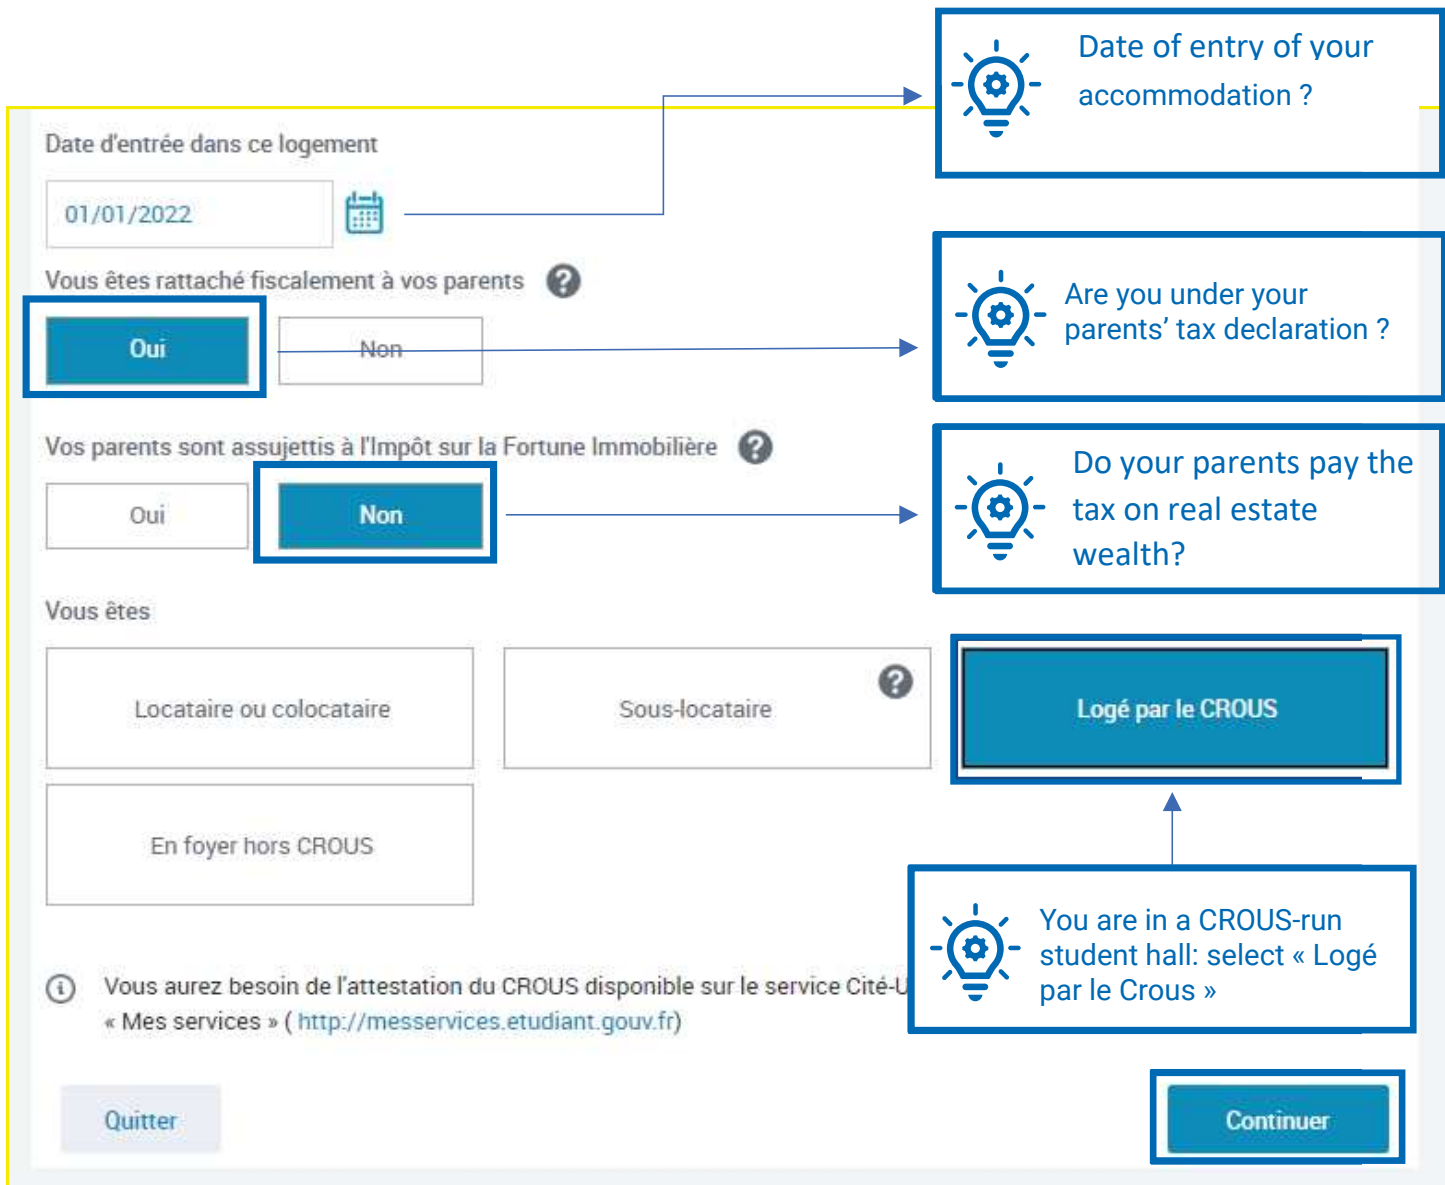 Date of entry of your
accommodation ?
Date d'entrée dans ce logement
01/01/2022
Vous êtes rattaché fiscalement à vos parents ?
Oui
Non
Are you under your
parents’ tax declaration ?
Vos parents sont assujettis à l'Impôt sur la Fortune Immobilière ?
Oui
Non
Do your parents pay the
tax on real estate
wealth?
Vous êtes
Locataire ou colocataire
Sous-locataire ?
Logé par le CROUS
En foyer hors CROUS
You are in a CROUS-run
student hall: select « Logé
par le Crous »
i Vous aurez besoin de l'attestation du CROUS disponible sur le service Cité-U
« Mes services » ( http://messervices.etudiant.gouv.fr)
Quitter
Continuer